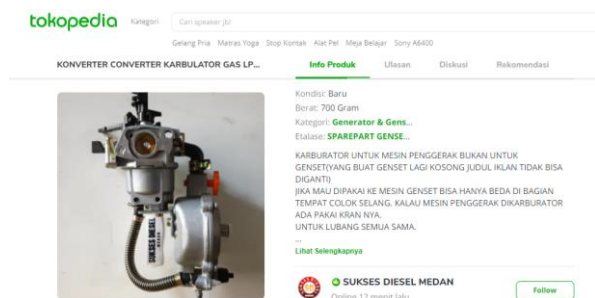 tokopedia Kategori Cari speaker jbl
Gelang Pria Matras Yoga Stop Kontak Alat Pel Meja Belajar Sony A6400
KONVERTER CONVERTER KARBULATOR GAS LP... Info Produk Ulasan Diskusi Rekomendasi
Kondisi: Baru
Berat: 700 Gram
Kategori: Generator & Gens...
Etalase: SPAREPART GENSE...
KARBURATOR UNTUK MESIN PENGGERAK BUKAN UNTUK
GENSET(YANG BUAT GENSET LAGI KOSONG JUDUL IKLAN TIDAK BISA
DIGANTI)
JIKA MAU DIPAKAI KE MESIN GENSET BISA HANYA BEDA DI BAGIAN
TEMPAT COLOK SELANG. KALAU MESIN PENGGERAK DIKARBURATOR
ADA PAKAI KRAN NYA.
UNTUK LUBANG SEMUA SAMA.
...
Lihat Selengkapnya
SUKSES DIESEL
SUKSES DIESEL MEDAN
Online 12 menit lalu
Follow